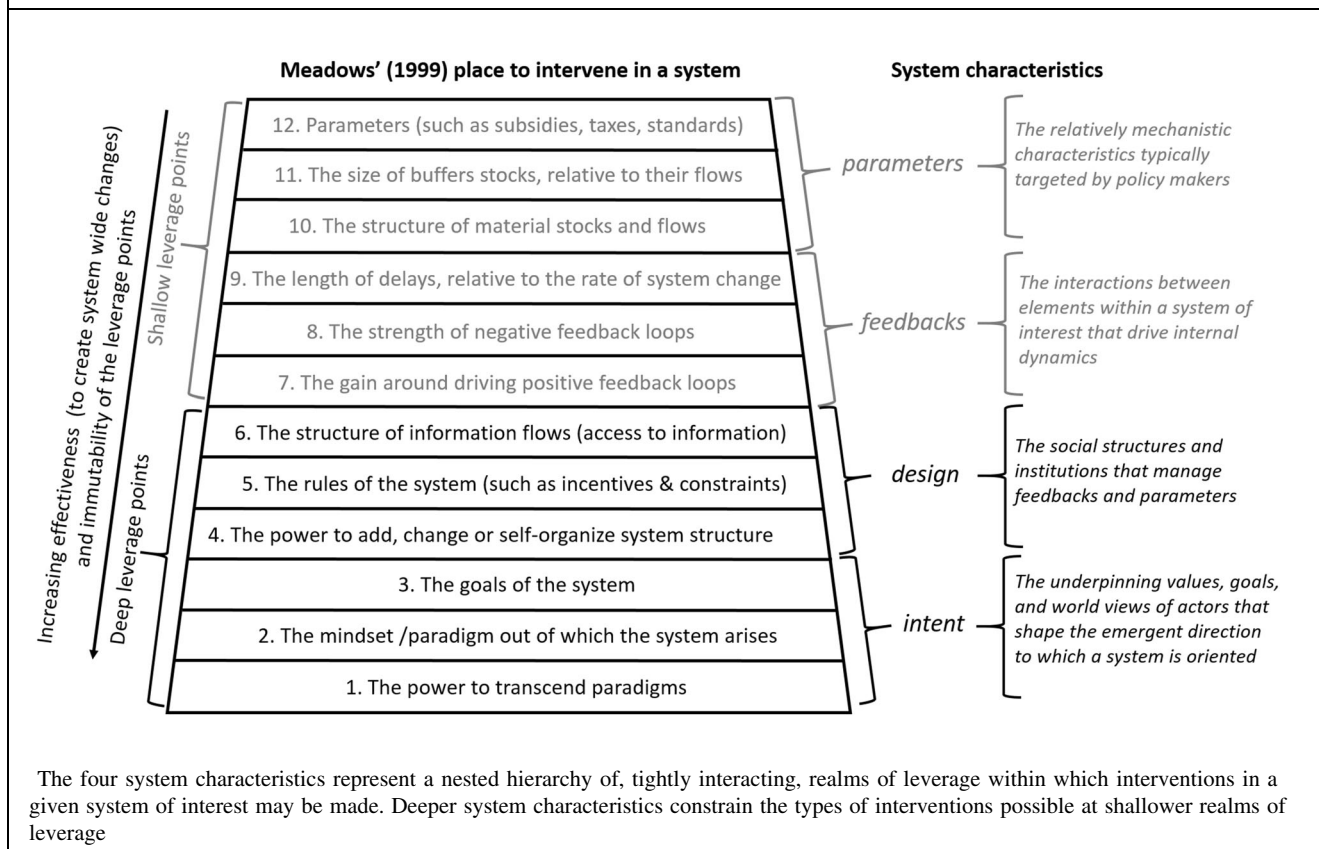 Meadows' (1999) place to intervene in a system
System characteristics
Increasing effectiveness (to create system wide changes)
and immutability of the leverage points
Shallow leverage points
Deep leverage points
12. Parameters (such as subsidies, taxes, standards)
11. The size of buffers stocks, relative to their flows
10. The structure of material stocks and flows
9. The length of delays, relative to the rate of system change
8. The strength of negative feedback loops
7. The gain around driving positive feedback loops
6. The structure of information flows (access to information)
5. The rules of the system (such as incentives & constraints)
4. The power to add, change or self-organize system structure
3. The goals of the system
2. The mindset /paradigm out of which the system arises
1. The power to transcend paradigms
parameters
The relatively mechanistic
characteristics typically
targeted by policy makers
feedbacks
The interactions between
elements within a system of
interest that drive internal
dynamics
design
The social structures and
institutions that manage
feedbacks and parameters
intent
The underpinning values, goals,
and world views of actors that
shape the emergent direction
to which a system is oriented
The four system characteristics represent a nested hierarchy of, tightly interacting, realms of leverage within which interventions in a
given system of interest may be made. Deeper system characteristics constrain the types of interventions possible at shallower realms of
leverage